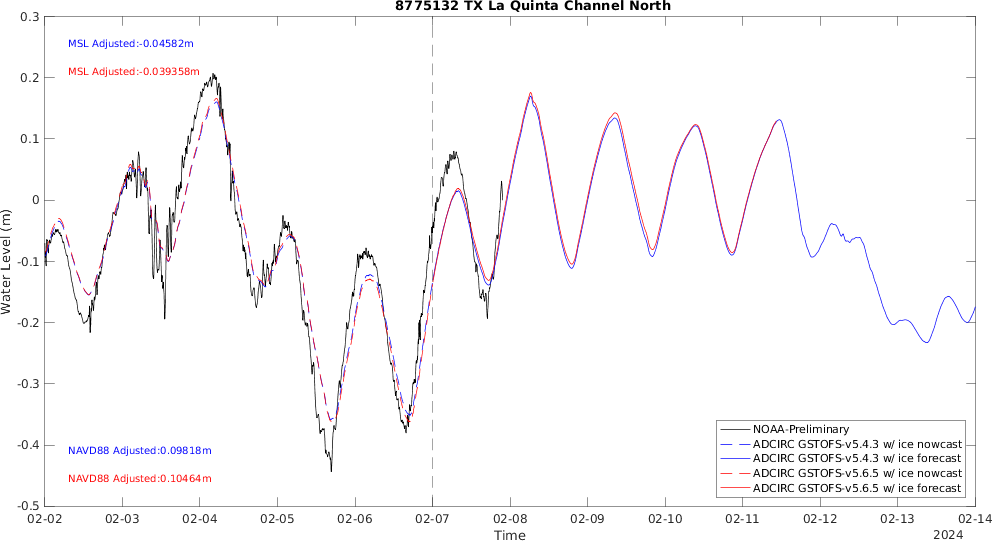 8775132 TX La Quinta Channel North
0.3
MSL Adjusted:-0.04582m
MSL Adjusted:-0.039358m
0.2
0.1
0
-0.1
-0.2
-0.3
-0.4
-0.5
Water Level (m)
NAVD88 Adjusted:0.09818m
NAVD88 Adjusted:0.10464m
NOAA-Preliminary
ADCIRC GSTOFS-v5.4.3 w/ ice nowcast
ADCIRC GSTOFS-v5.4.3 w/ ice forecast
ADCIRC GSTOFS-v5.6.5 w/ ice nowcast
ADCIRC GSTOFS-v5.6.5 w/ ice forecast
02-02 02-03 02-04 02-05 02-06 02-07 02-08 02-09 02-10 02-11 02-12 02-13 02-14
Time
2024